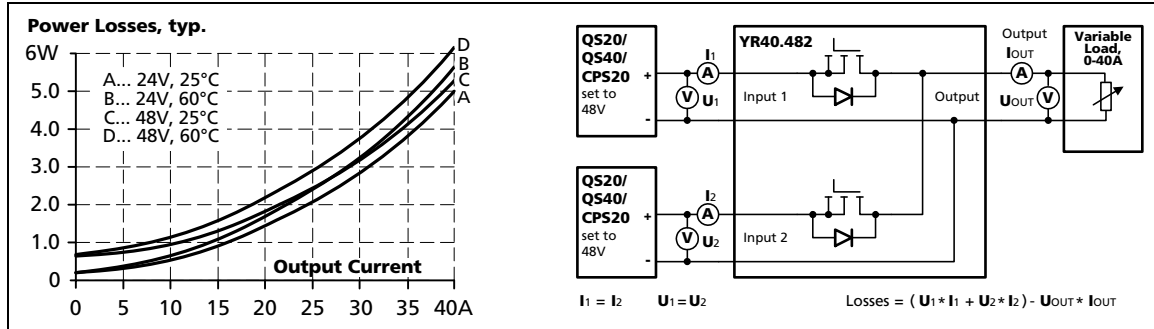 Power Losses, typ.
6W
5.0
4.0
3.0
2.0
1.0
0
A... 24V, 25°C
B... 24V, 60°C
C... 48V, 25°C
D... 48V, 60°C
D
B
C
A
Output Current
0 5 10 15 20 25 30 35 40A
QS20/
QS40/
CPS20
set to
48V
+
-
I1
A
V U1
YR40.482
Input 1
Output
Output
IOUT
A
UOUT V
Variable
Load,
0-40A
QS20/
QS40/
CPS20
set to
48V
+
-
I2
A
V U2
Input 2
I1 = I2 U1=U2 Losses = ( U1*I1 + U2*I2 ) - UOUT* IOUT